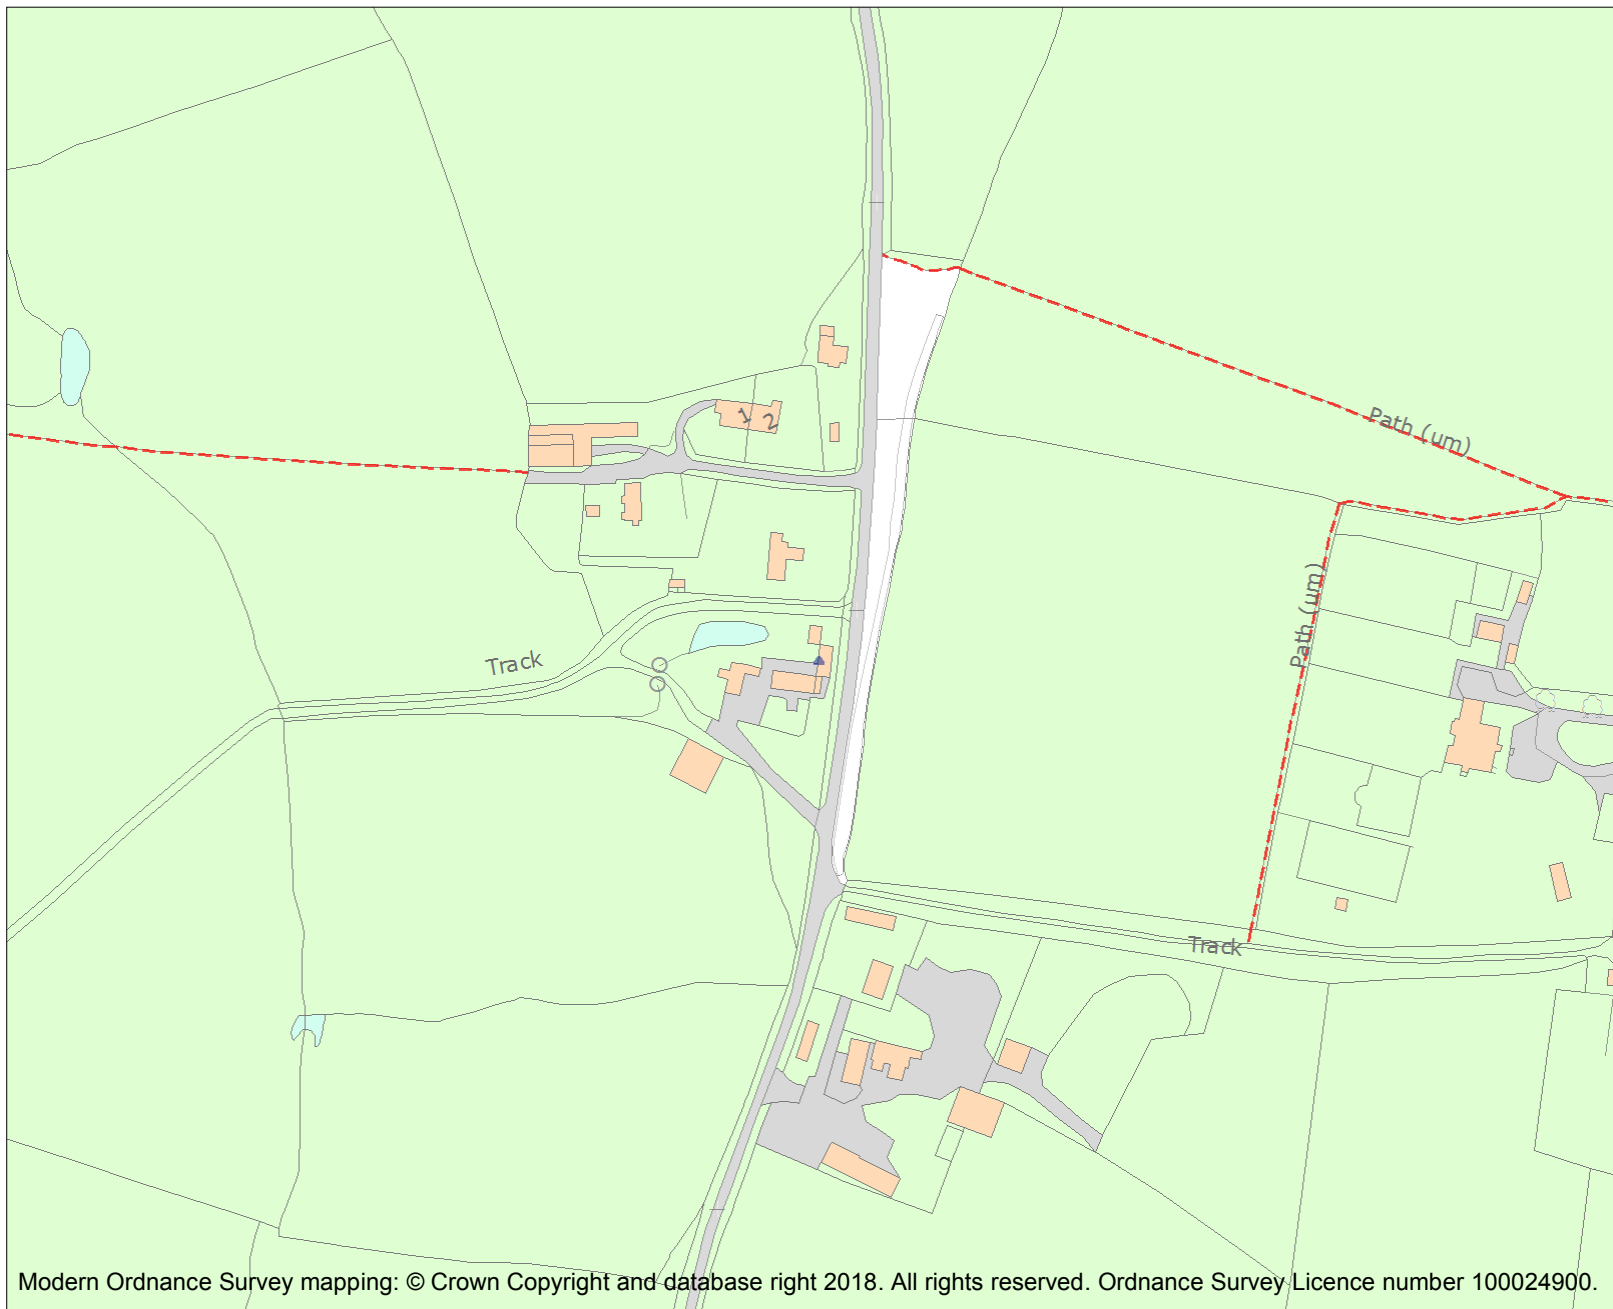 Path (um)
1 2
Path (um)
Track
Track
Modern Ordnance Survey mapping: © Crown Copyright and database right 2018. All rights reserved. Ordnance Survey Licence number 100024900.